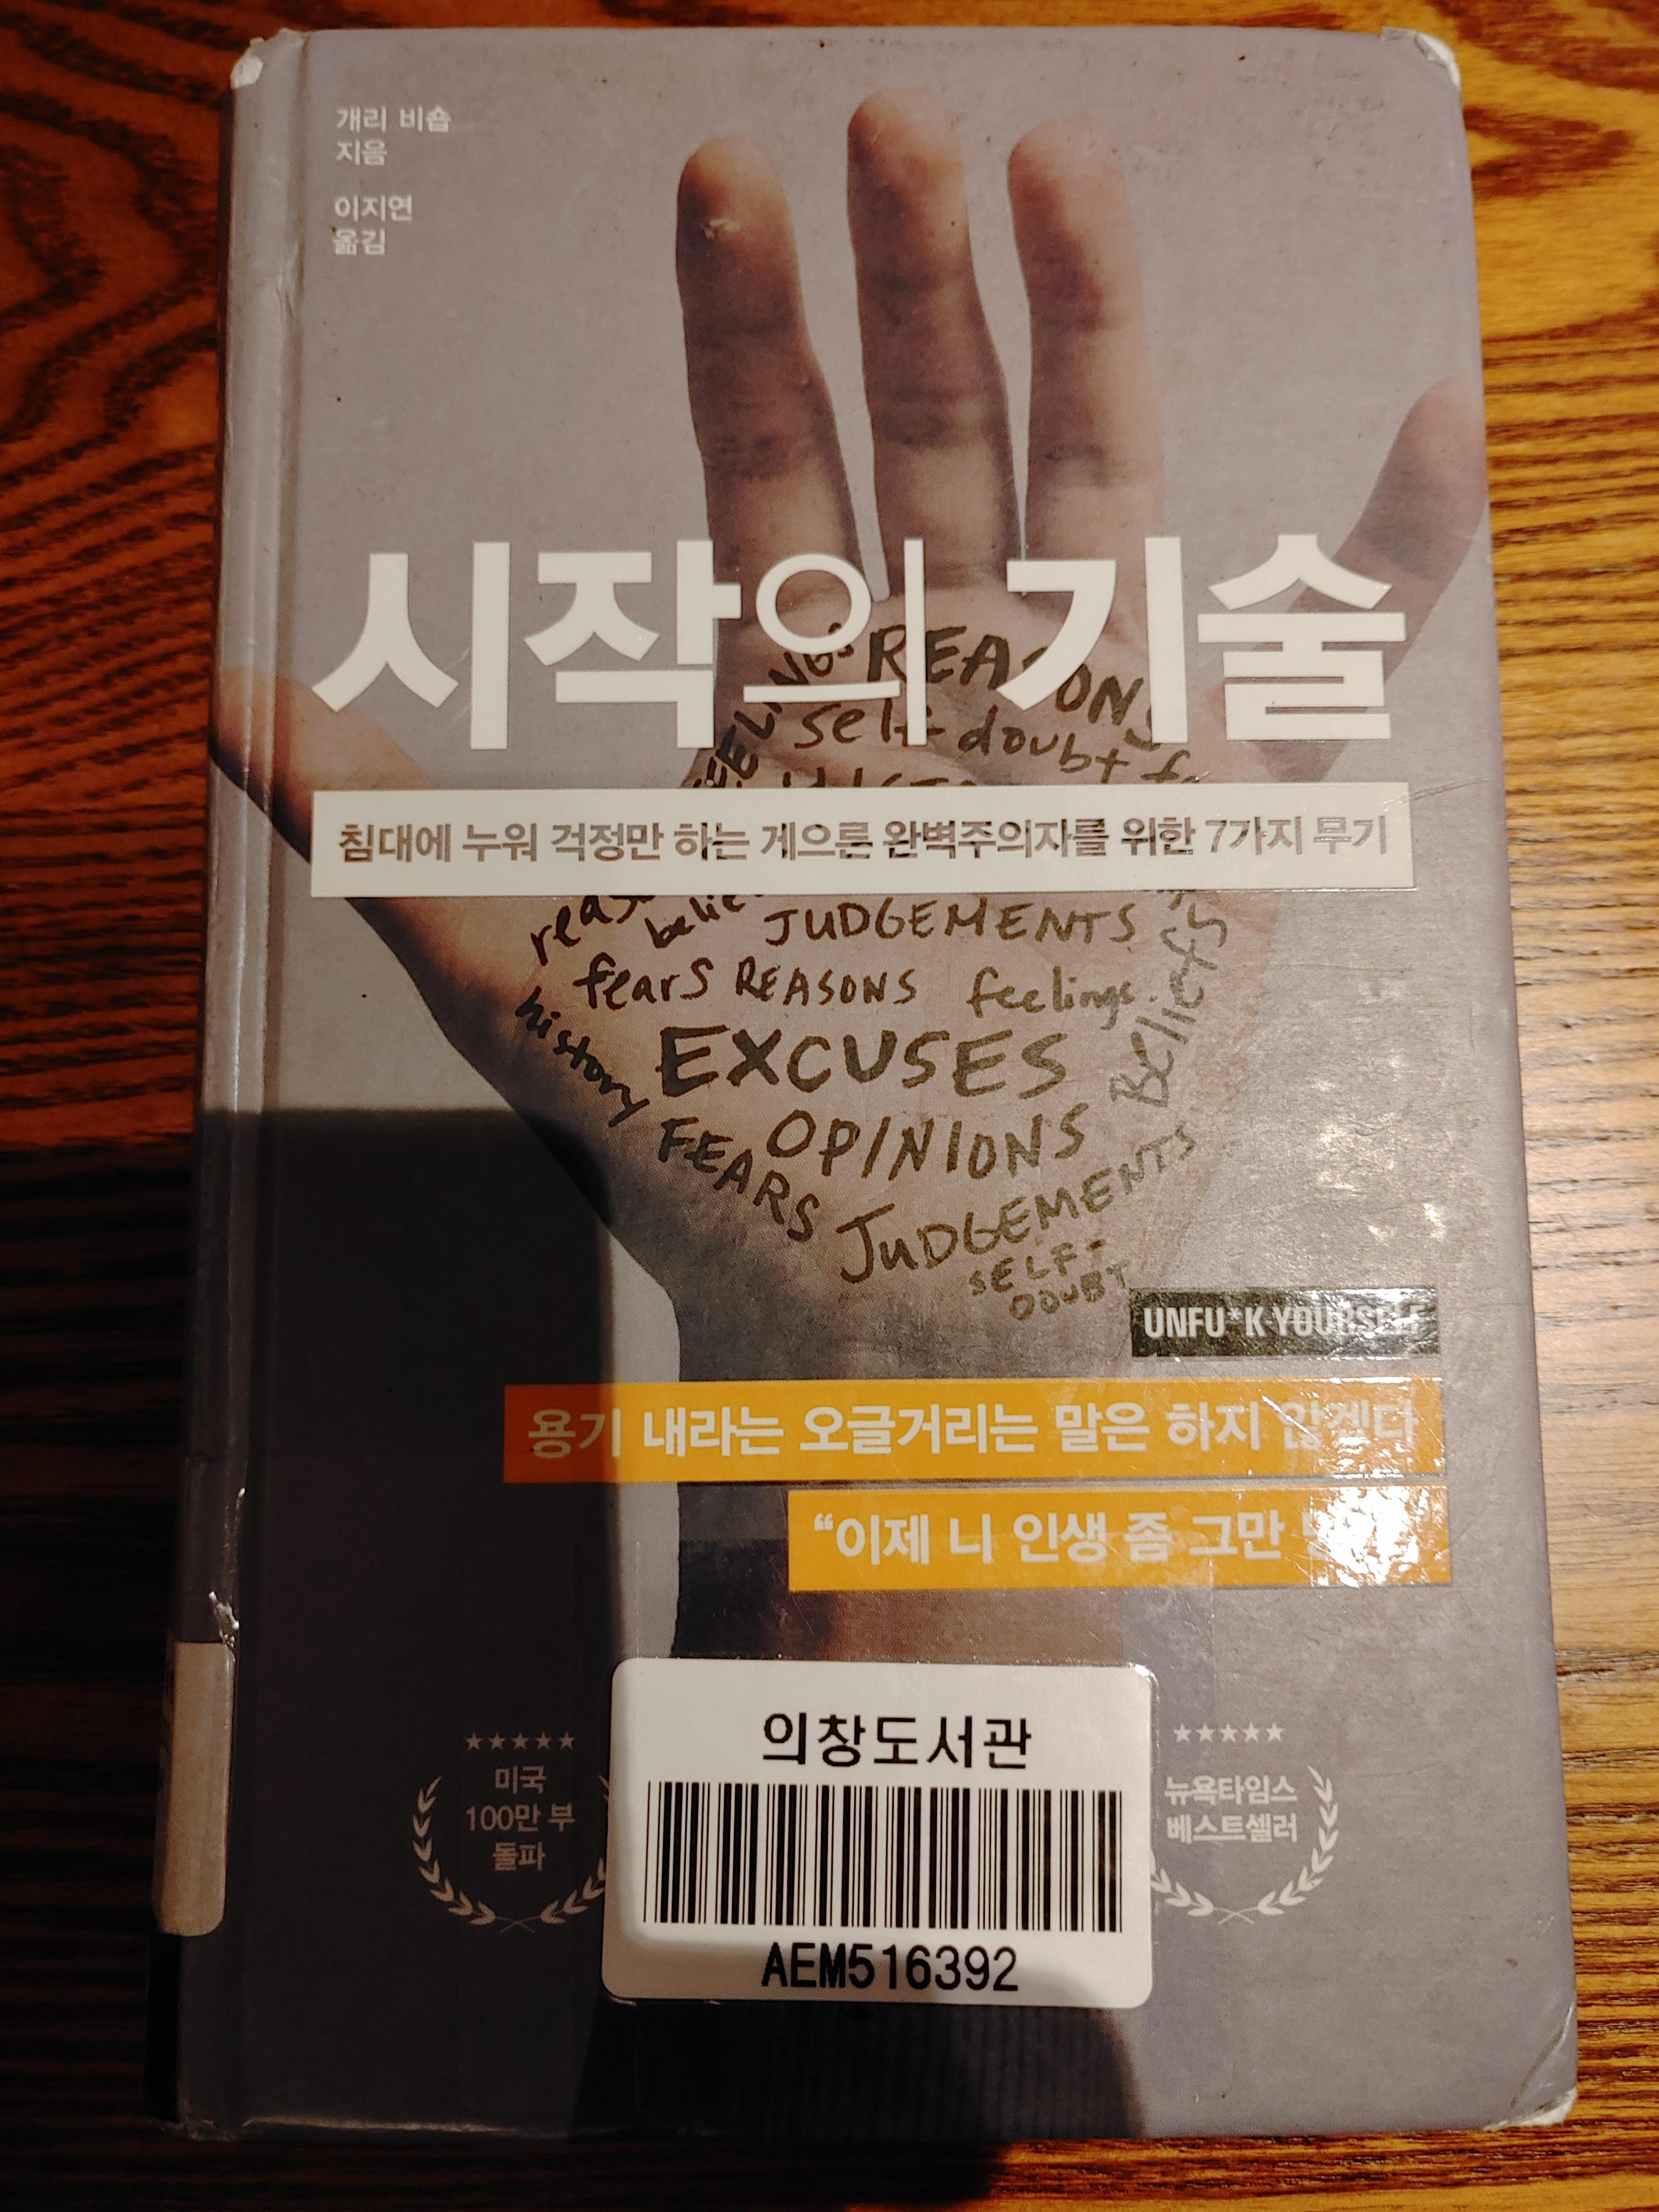 개리 비숍
지음
이지연
옮김
시작의 기술
REASONS
self-doubt
침대에 누워 걱정만 하는 게으른 완벽주의자를 위한 7가지 무기
JUDGEMENTS
fears REASONS feelings
Beliefs
history
EXCUSES
OPINIONS
FEARS
JUDGEMENTS
SELF-
DOUBT
UNFU*K YOURSELF
용기 내라는 오글거리는 말은 하지 않겠다
“이제 니 인생 좀 그만
★★★★★
미국
100만 부
돌파
★★★★★
뉴욕타임스
베스트셀러
의창도서관
AEM516392